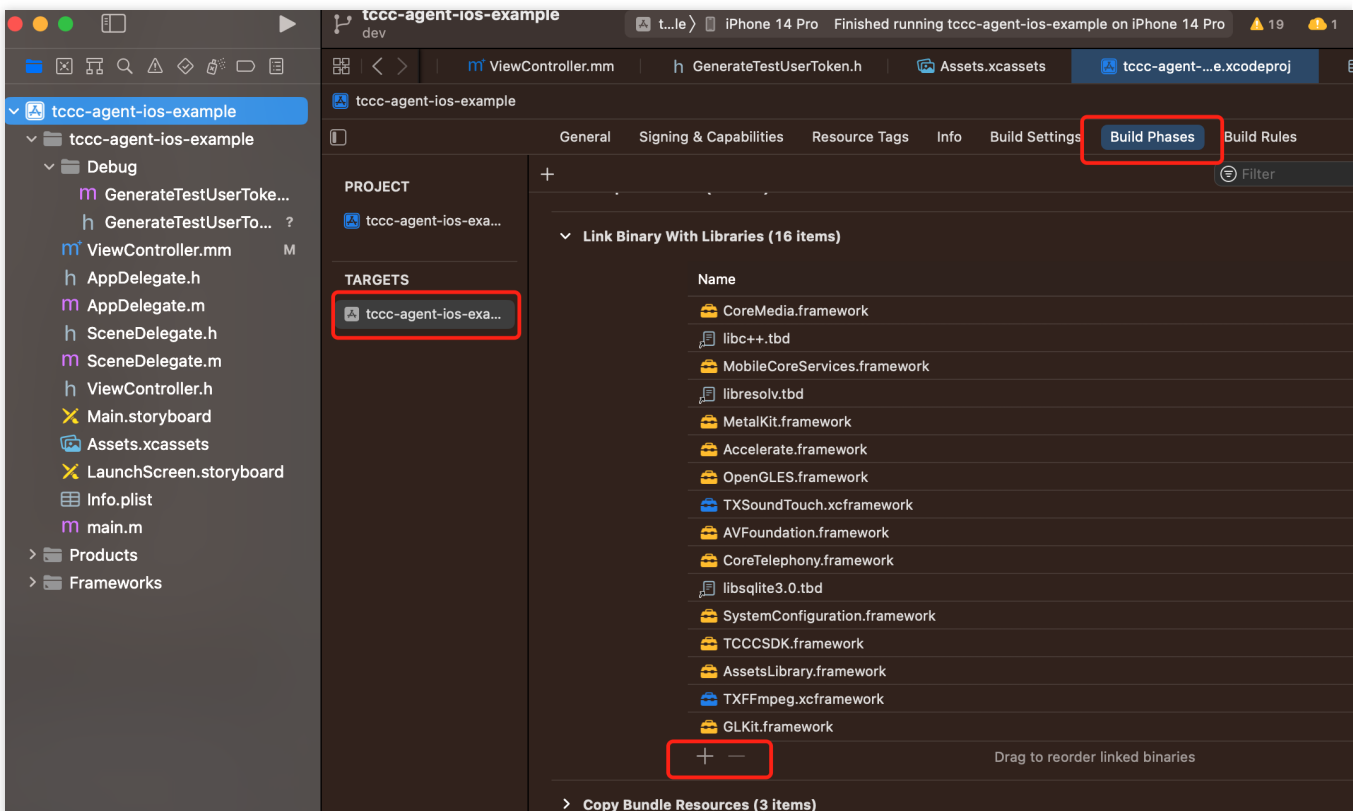 tccc-agent-ios-example
dev
t...le
iPhone 14 Pro
Finished running tccc-agent-ios-example on iPhone 14 Pro
19
1
ViewController.mm
GenerateTestUserToken.h
Assets.xcassets
tccc-agent-...e.xcodeproj
tccc-agent-ios-example
tccc-agent-ios-example
Debug
GenerateTestUserToke...
GenerateTestUserTo...
?
ViewController.mm
M
AppDelegate.h
AppDelegate.m
SceneDelegate.h
SceneDelegate.m
ViewController.h
Main.storyboard
Assets.xcassets
LaunchScreen.storyboard
Info.plist
main.m
Products
Frameworks
tccc-agent-ios-example
General
Signing & Capabilities
Resource Tags
Info
Build Settings
Build Phases
Build Rules
PROJECT
tccc-agent-ios-exa...
TARGETS
tccc-agent-ios-exa...
Filter
Link Binary With Libraries (16 items)
Name
CoreMedia.framework
libc++.tbd
MobileCoreServices.framework
libresolv.tbd
MetalKit.framework
Accelerate.framework
OpenGLES.framework
TXSoundTouch.xcframework
AVFoundation.framework
CoreTelephony.framework
libsqlite3.0.tbd
SystemConfiguration.framework
TCCCSDK.framework
AssetsLibrary.framework
TXFFmpeg.xcframework
GLKit.framework
Drag to reorder linked binaries
Copy Bundle Resources (3 items)